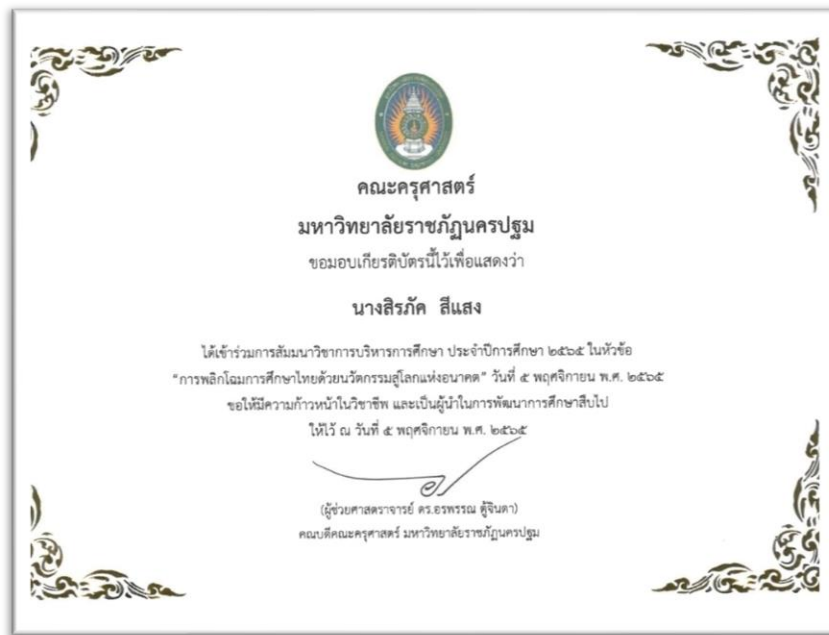 คณะครุศาสตร์
มหาวิทยาลัยราชภัฏนครปฐม
ขอมอบเกียรติบัตรนี้ไว้เพื่อแสดงว่า
นางสิรภัค สีแสง
ได้เข้าร่วมการสัมมนาวิชาการบริหารการศึกษา ประจำปีการศึกษา ๒๕๖๕ ในหัวข้อ
"การพลิกโฉมการศึกษาไทยด้วยนวัตกรรมสู่โลกแห่งอนาคต" วันที่ ๕ พฤศจิกายน พ.ศ. ๒๕๖๕
ขอให้มีความก้าวหน้าในวิชาชีพ และเป็นผู้นำในการพัฒนาการศึกษาสืบไป
ให้ไว้ ณ วันที่ ๕ พฤศจิกายน พ.ศ. ๒๕๖๕
(ผู้ช่วยศาสตราจารย์ ดร.อรพรรณ ตู้จินดา)
คณบดีคณะครุศาสตร์ มหาวิทยาลัยราชภัฏนครปฐม